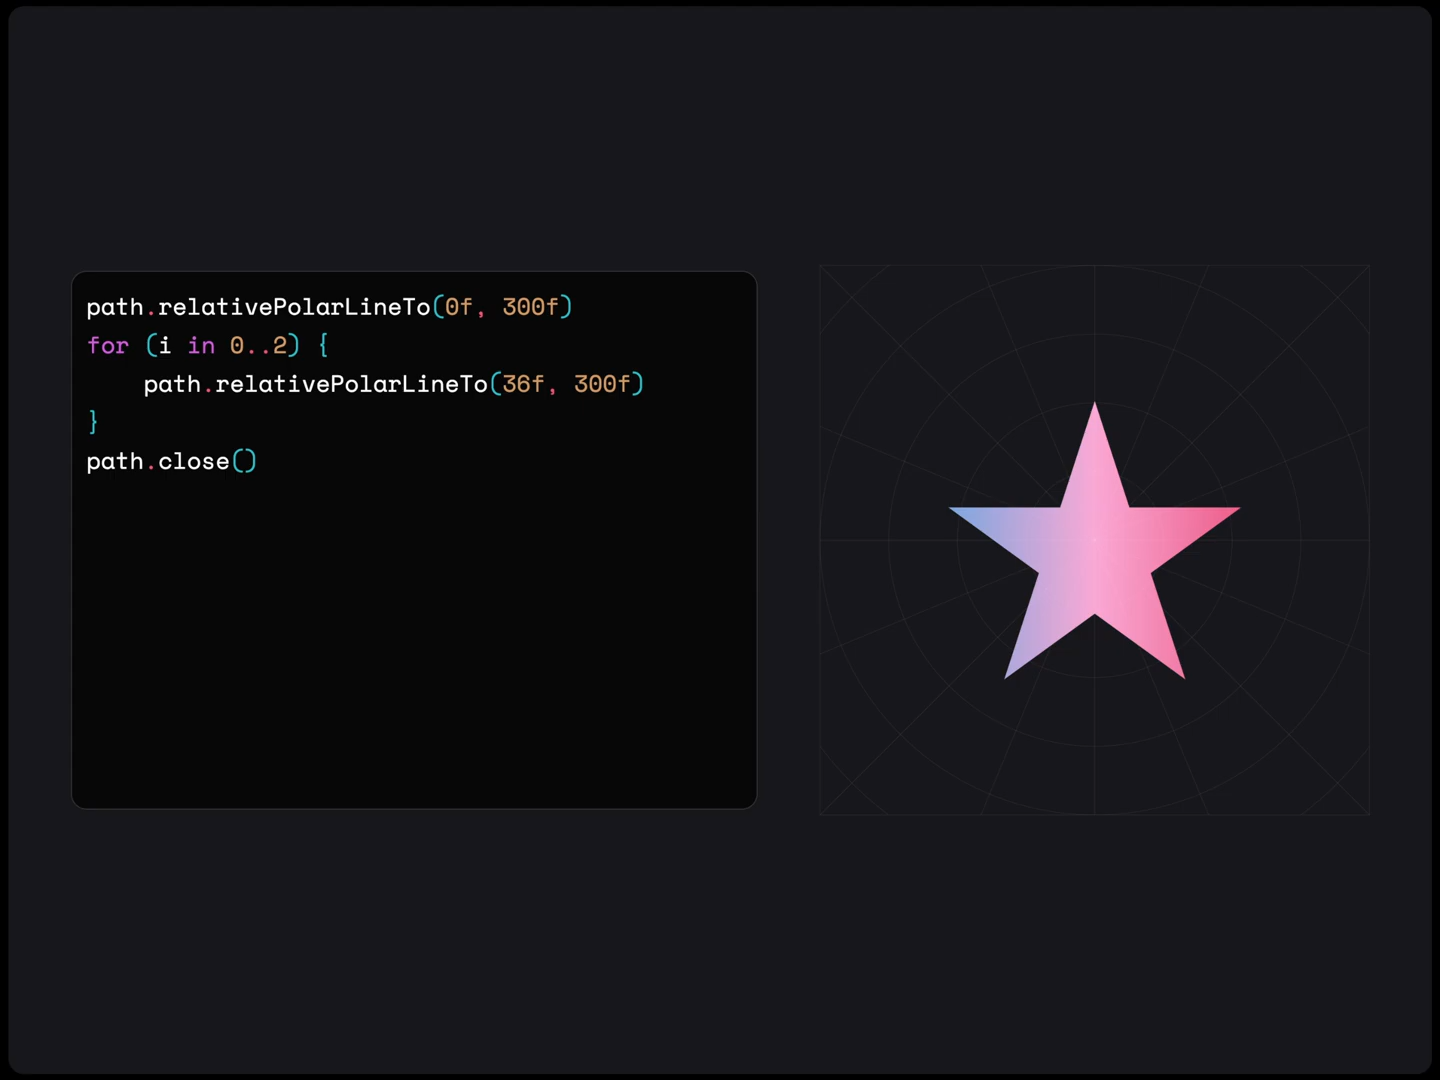 path.relativePolarLineTo(0f, 300f)
for (i in 0..2) {
    path.relativePolarLineTo(36f, 300f)
}
path.close()